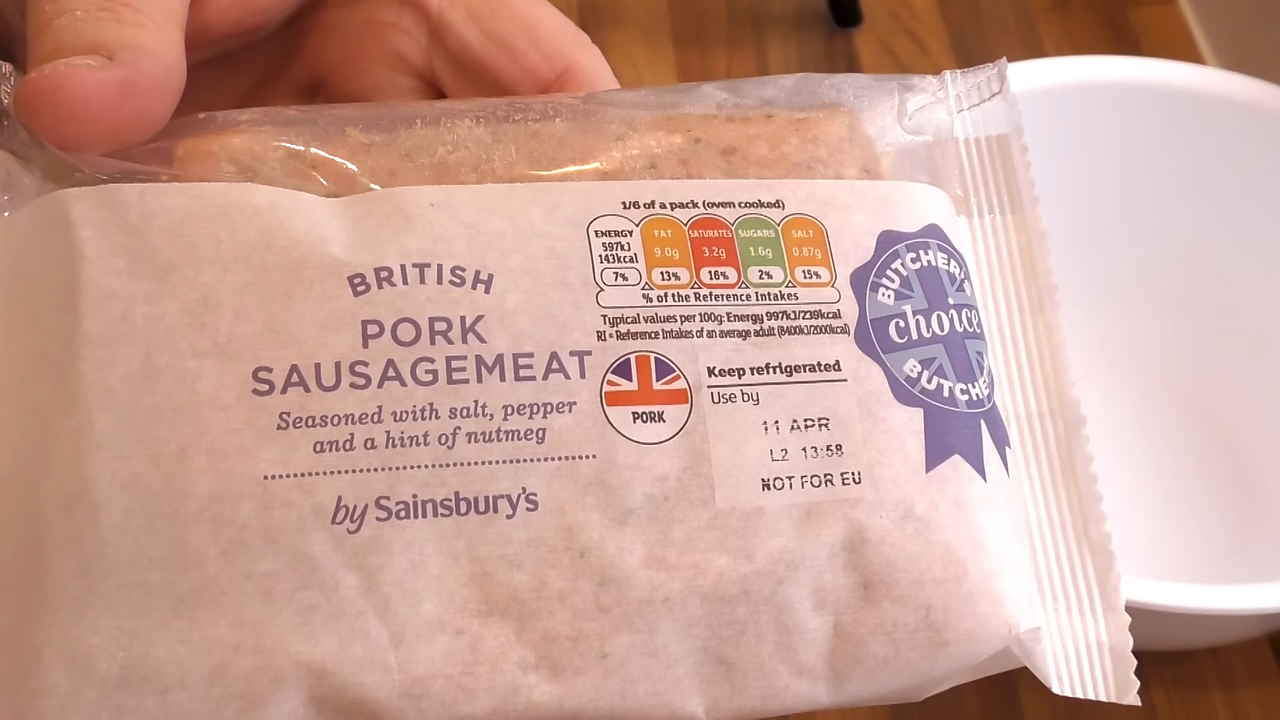 1/6 of a pack (oven cooked)
ENERGY
597kJ
143kcal
7%
FAT
9.0g
13%
SATURATES
3.2g
16%
SUGARS
1.6g
2%
SALT
0.87g
15%
% of the Reference Intakes
Typical values per 100g: Energy 997kJ/239kcal
RI = Reference Intakes of an average adult (8400kJ/2000kcal)
BRITISH
PORK
SAUSAGEMEAT
Seasoned with salt, pepper
and a hint of nutmeg
by Sainsbury's
PORK
Keep refrigerated
Use by
11 APR
L2 13:58
NOT FOR EU
BUTCHER'S
choice
BUTCHE